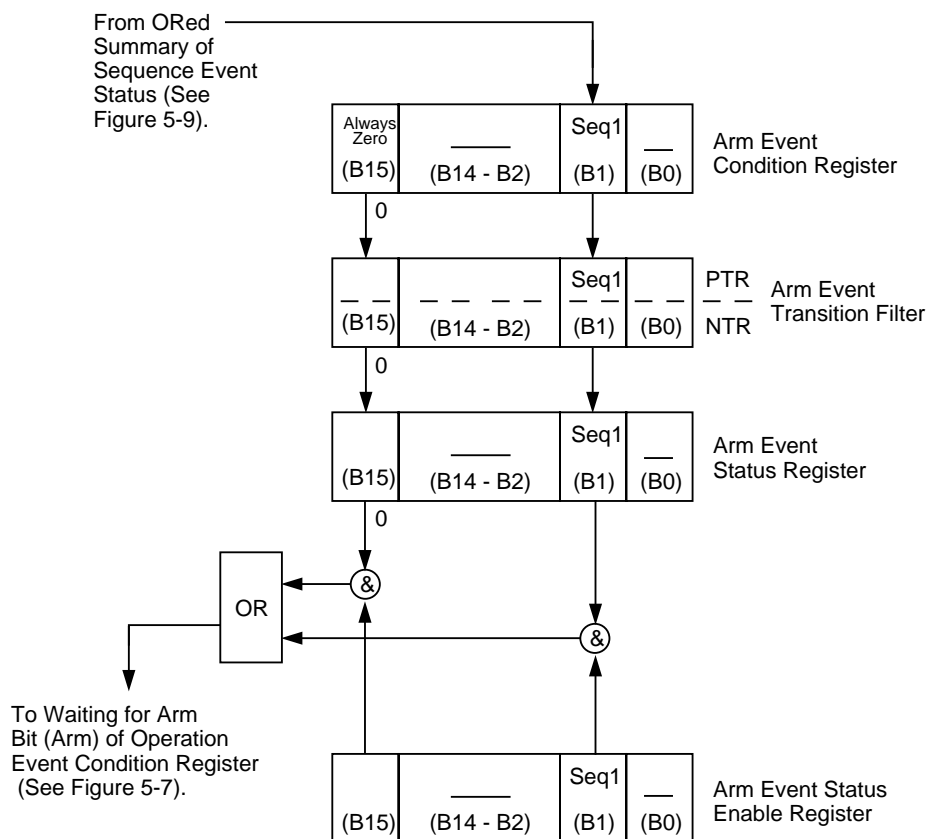 From ORed
Summary of
Sequence Event
Status (See
Figure 5-9).
Always
Zero
(B15)
(B14 - B2)
Seq1
(B1)
(B0)
Arm Event
Condition Register
0
(B15)
(B14 - B2)
Seq1
(B1)
(B0)
PTR
NTR
Arm Event
Transition Filter
0
(B15)
(B14 - B2)
Seq1
(B1)
(B0)
Arm Event
Status Register
0
&
OR
&
To Waiting for Arm
Bit (Arm) of Operation
Event Condition Register
(See Figure 5-7).
(B15)
(B14 - B2)
Seq1
(B1)
(B0)
Arm Event Status
Enable Register